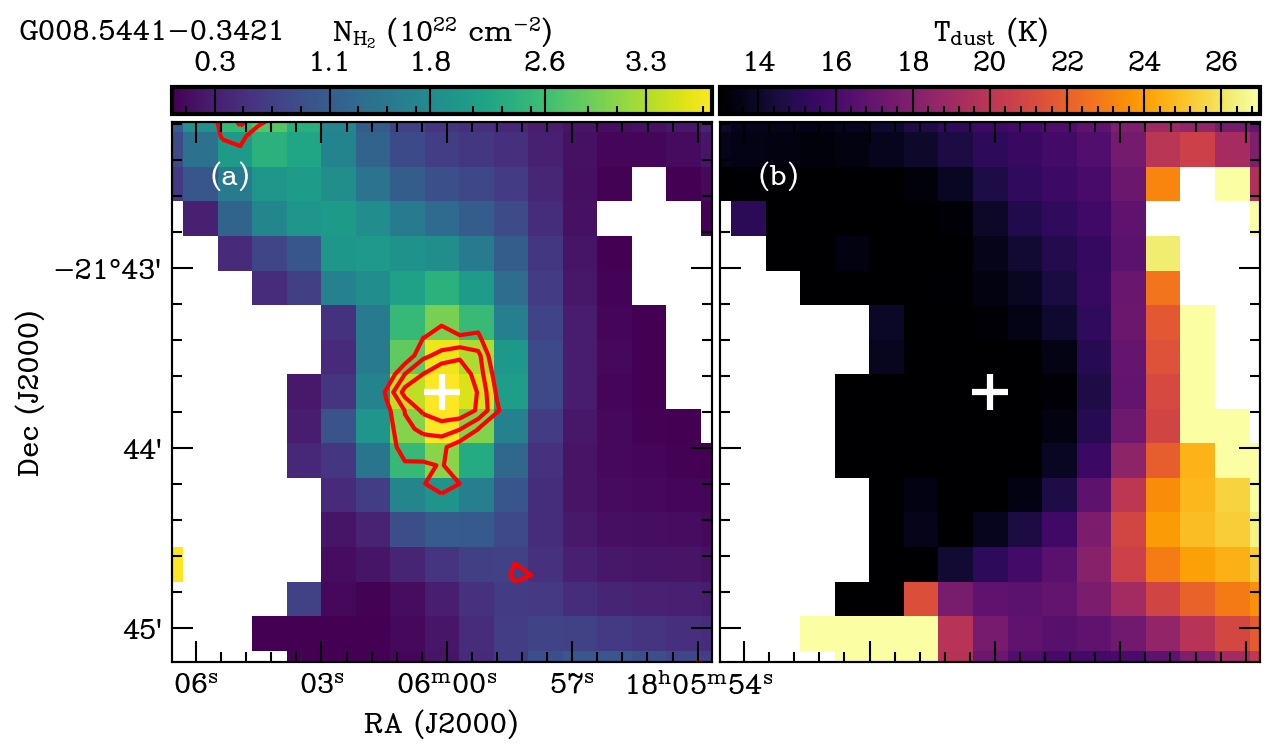 G008.5441−0.3421 N_H₂ (10²² cm⁻²) T_dust (K)
0.3 1.1 1.8 2.6 3.3 14 16 18 20 22 24 26
(a) (b)
−21°43'
44'
45'
Dec (J2000)
06ˢ 03ˢ 06ᵐ00ˢ 57ˢ 18ʰ05ᵐ54ˢ
RA (J2000)